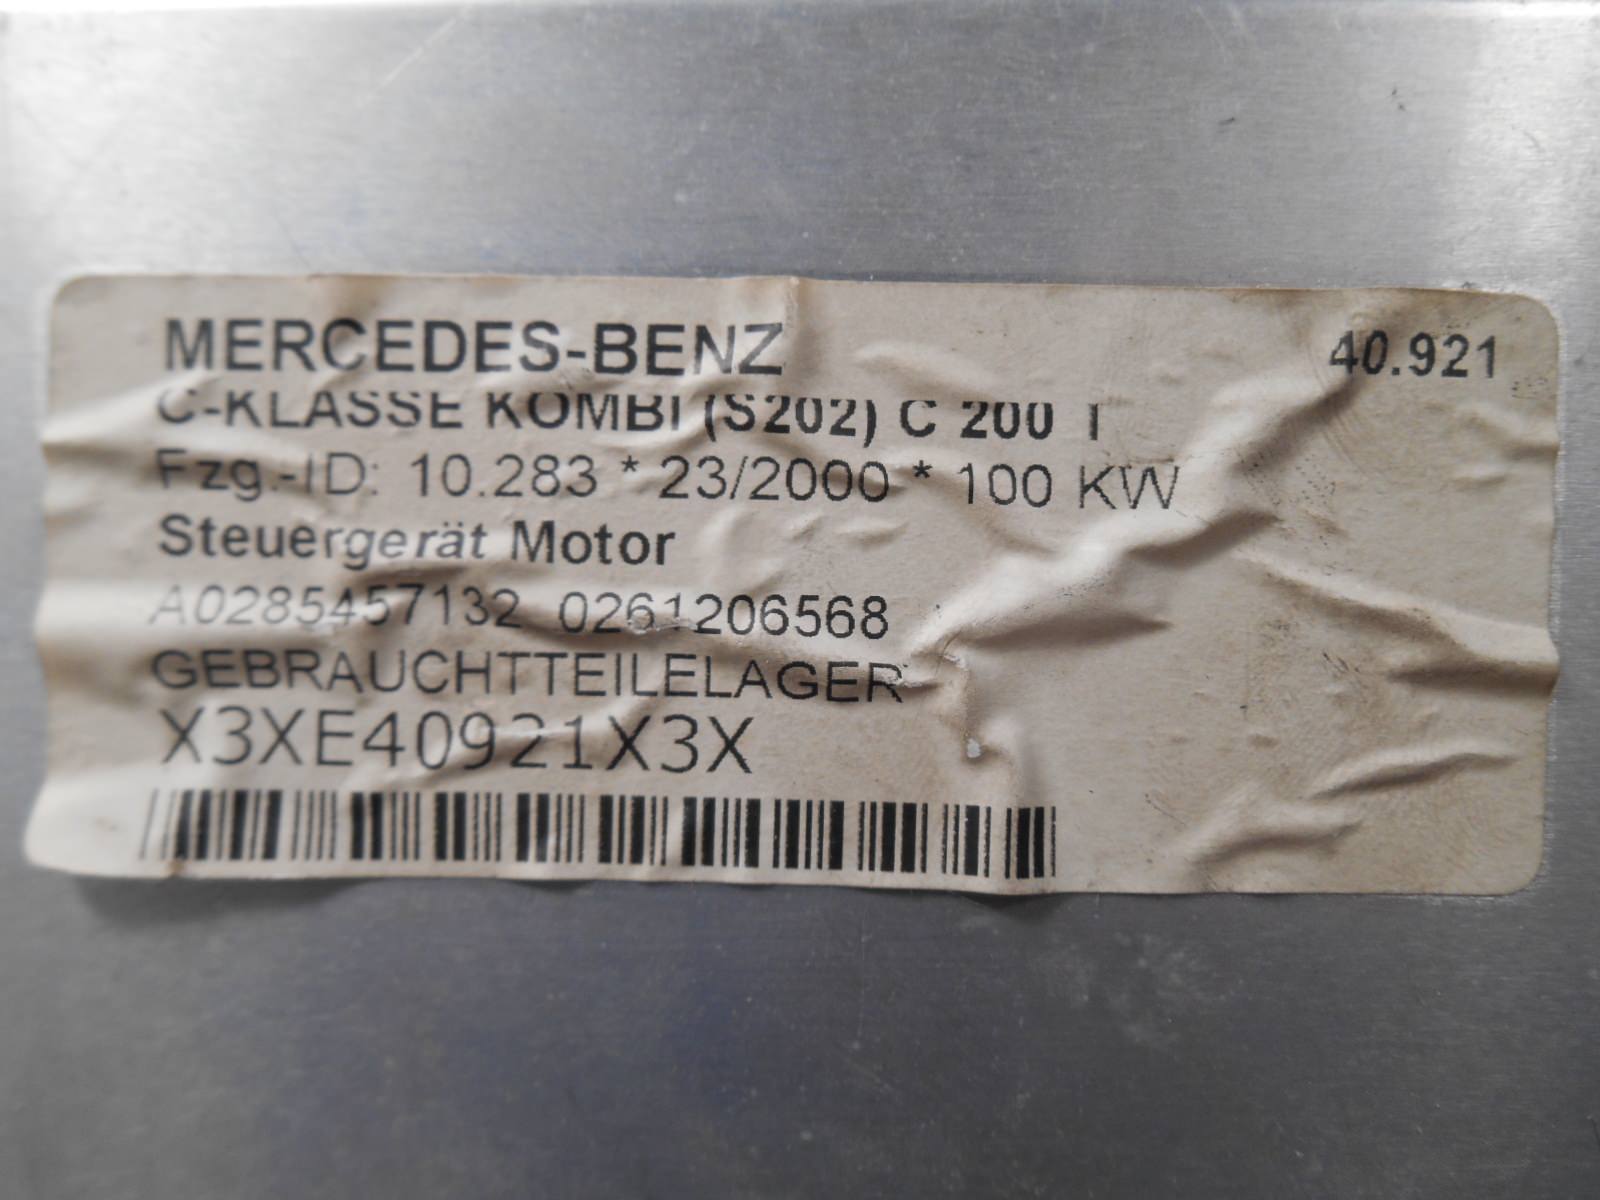 MERCEDES-BENZ 40.921
C-KLASSE KOMBI (S202) C 200 T
Fzg.-ID: 10.283 * 23/2000 * 100 KW
Steuergerät Motor
A0285457132 0261206568
GEBRAUCHTTEILELAGER
X3XE40921X3X